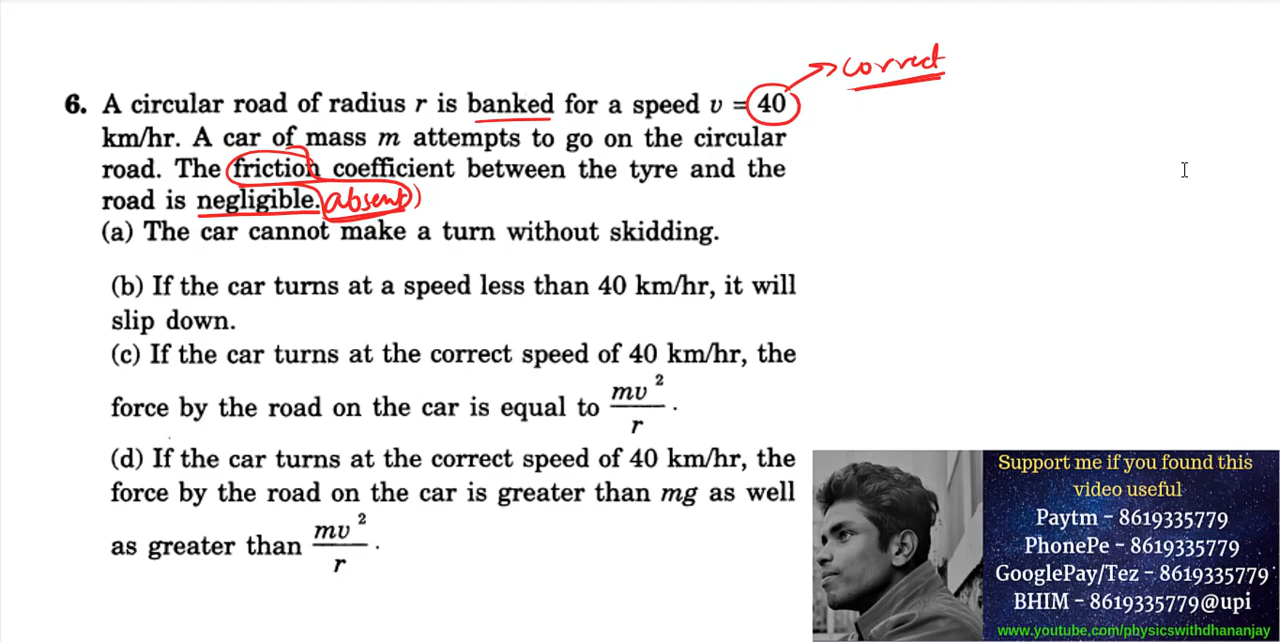 correct
6. A circular road of radius r is banked for a speed v = 40
km/hr. A car of mass m attempts to go on the circular
road. The friction coefficient between the tyre and the
road is negligible. (absent)
(a) The car cannot make a turn without skidding.
(b) If the car turns at a speed less than 40 km/hr, it will
slip down.
(c) If the car turns at the correct speed of 40 km/hr, the
force by the road on the car is equal to mv²/r.
(d) If the car turns at the correct speed of 40 km/hr, the
force by the road on the car is greater than mg as well
as greater than mv²/r.
Support me if you found this
video useful
Paytm - 8619335779
PhonePe - 8619335779
GooglePay/Tez - 8619335779
BHIM - 8619335779@upi
www.youtube.com/physicswithdhananjay